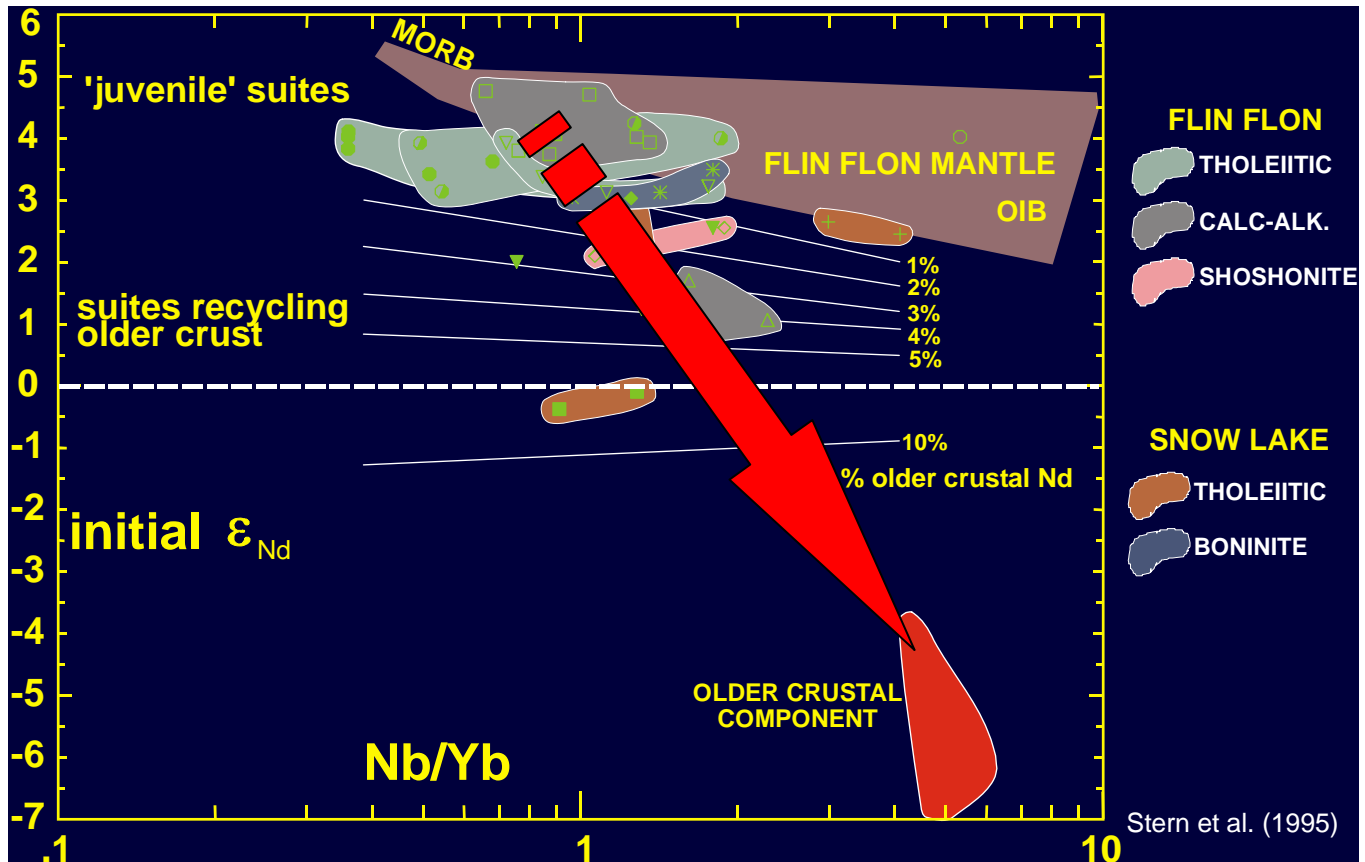 6
5
4
3
2
1
0
-1
-2
-3
-4
-5
-6
-7
.1
1
10
MORB
'juvenile' suites
FLIN FLON MANTLE
OIB
1%
2%
3%
4%
5%
suites recycling
older crust
10%
% older crustal Nd
initial εNd
OLDER CRUSTAL
COMPONENT
Nb/Yb
FLIN FLON
THOLEIITIC
CALC-ALK.
SHOSHONITE
SNOW LAKE
THOLEIITIC
BONINITE
Stern et al. (1995)